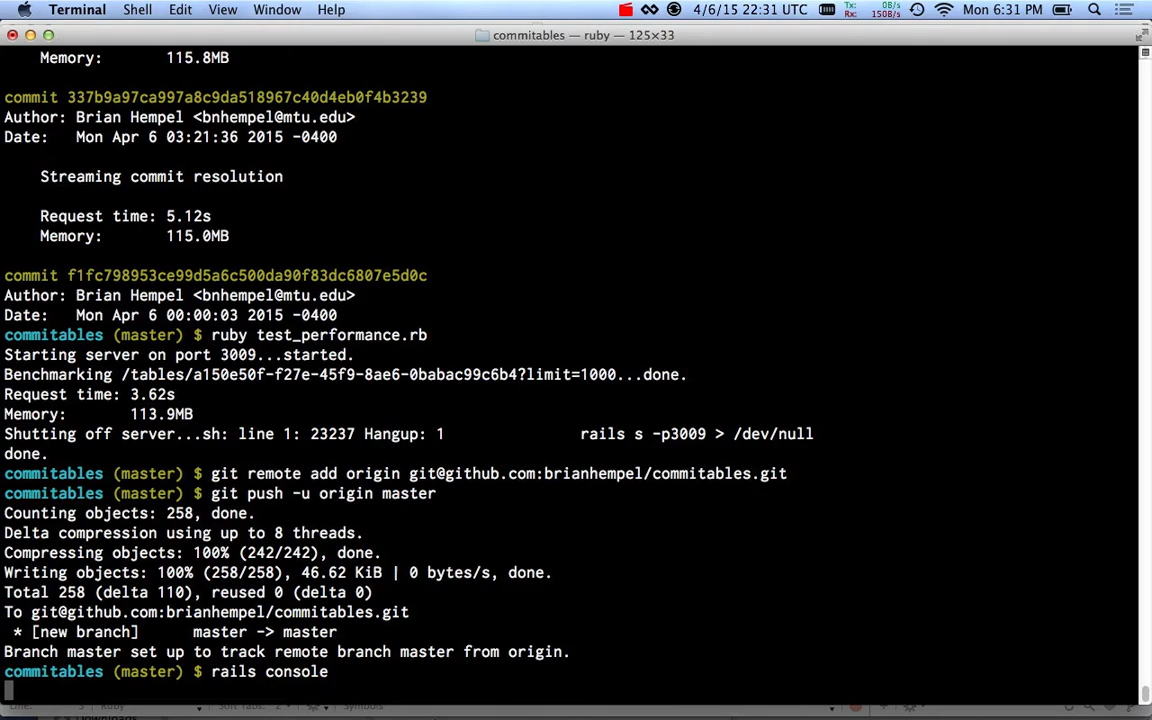 Terminal Shell Edit View Window Help 4/6/15 22:31 UTC Tx: 0B/s Rx: 150B/s Mon 6:31 PM
commitables — ruby — 125×33
Memory: 115.8MB
commit 337b9a97ca997a8c9da518967c40d4eb0f4b3239
Author: Brian Hempel <bnhempel@mtu.edu>
Date: Mon Apr 6 03:21:36 2015 -0400
Streaming commit resolution
Request time: 5.12s
Memory: 115.0MB
commit f1fc798953ce99d5a6c500da90f83dc6807e5d0c
Author: Brian Hempel <bnhempel@mtu.edu>
Date: Mon Apr 6 00:00:03 2015 -0400
commitables (master) $ ruby test_performance.rb
Starting server on port 3009...started.
Benchmarking /tables/a150e50f-f27e-45f9-8ae6-0babac99c6b4?limit=1000...done.
Request time: 3.62s
Memory: 113.9MB
Shutting off server...sh: line 1: 23237 Hangup: 1 rails s -p3009 > /dev/null
done.
commitables (master) $ git remote add origin git@github.com:brianhempel/commitables.git
commitables (master) $ git push -u origin master
Counting objects: 258, done.
Delta compression using up to 8 threads.
Compressing objects: 100% (242/242), done.
Writing objects: 100% (258/258), 46.62 KiB | 0 bytes/s, done.
Total 258 (delta 110), reused 0 (delta 0)
To git@github.com:brianhempel/commitables.git
* [new branch] master -> master
Branch master set up to track remote branch master from origin.
commitables (master) $ rails console